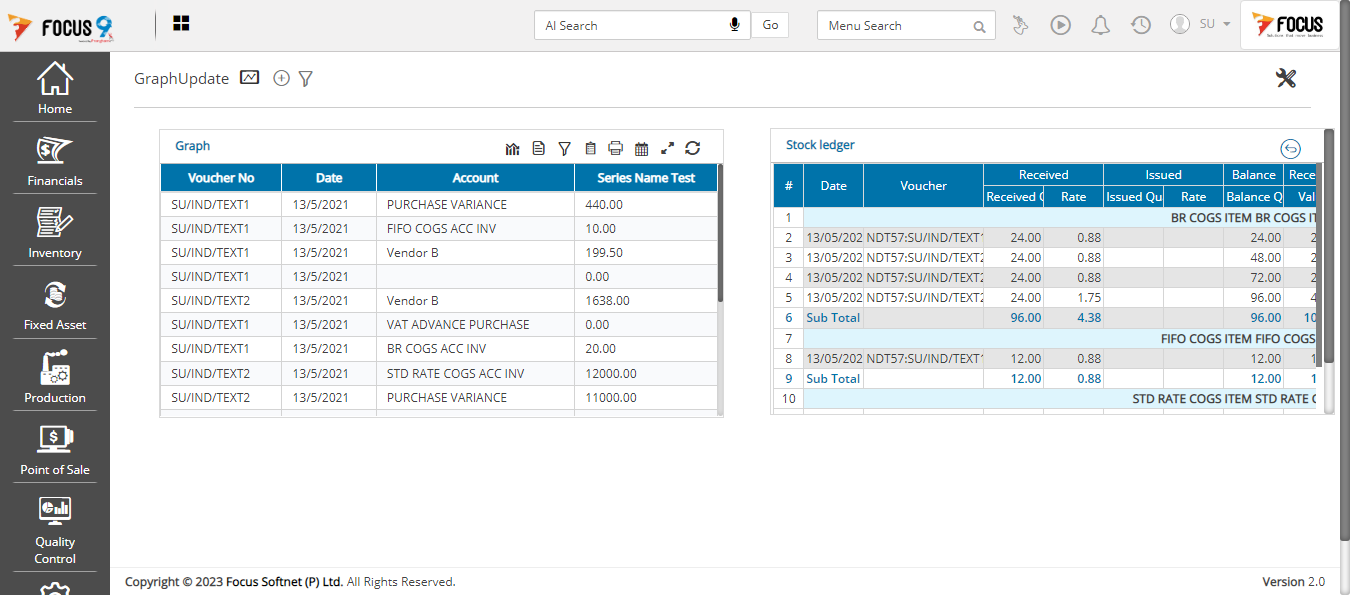 FOCUS 9
AI Search
Go
Menu Search
SU
FOCUS
GraphUpdate
Home
Financials
Inventory
Fixed Asset
Production
Point of Sale
Quality
Control
Graph
Voucher No Date Account Series Name Test
SU/IND/TEXT1 13/5/2021 PURCHASE VARIANCE 440.00
SU/IND/TEXT1 13/5/2021 FIFO COGS ACC INV 10.00
SU/IND/TEXT1 13/5/2021 Vendor B 199.50
SU/IND/TEXT1 13/5/2021 0.00
SU/IND/TEXT2 13/5/2021 Vendor B 1638.00
SU/IND/TEXT1 13/5/2021 VAT ADVANCE PURCHASE 0.00
SU/IND/TEXT1 13/5/2021 BR COGS ACC INV 20.00
SU/IND/TEXT2 13/5/2021 STD RATE COGS ACC INV 12000.00
SU/IND/TEXT2 13/5/2021 PURCHASE VARIANCE 11000.00
Stock ledger
# Date Voucher Received Issued Balance Rece
Received Q Rate Issued Qu Rate Balance Q Val
1 BR COGS ITEM BR COGS IT
2 13/05/202 NDT57:SU/IND/TEXT1 24.00 0.88 24.00 2
3 13/05/202 NDT57:SU/IND/TEXT2 24.00 0.88 48.00 2
4 13/05/202 NDT57:SU/IND/TEXT2 24.00 0.88 72.00 2
5 13/05/202 NDT57:SU/IND/TEXT2 24.00 1.75 96.00 4
6 Sub Total 96.00 4.38 96.00 10
7 FIFO COGS ITEM FIFO COGS
8 13/05/202 NDT57:SU/IND/TEXT1 12.00 0.88 12.00 1
9 Sub Total 12.00 0.88 12.00 1
10 STD RATE COGS ITEM STD RATE C
Copyright © 2023 Focus Softnet (P) Ltd. All Rights Reserved.
Version 2.0